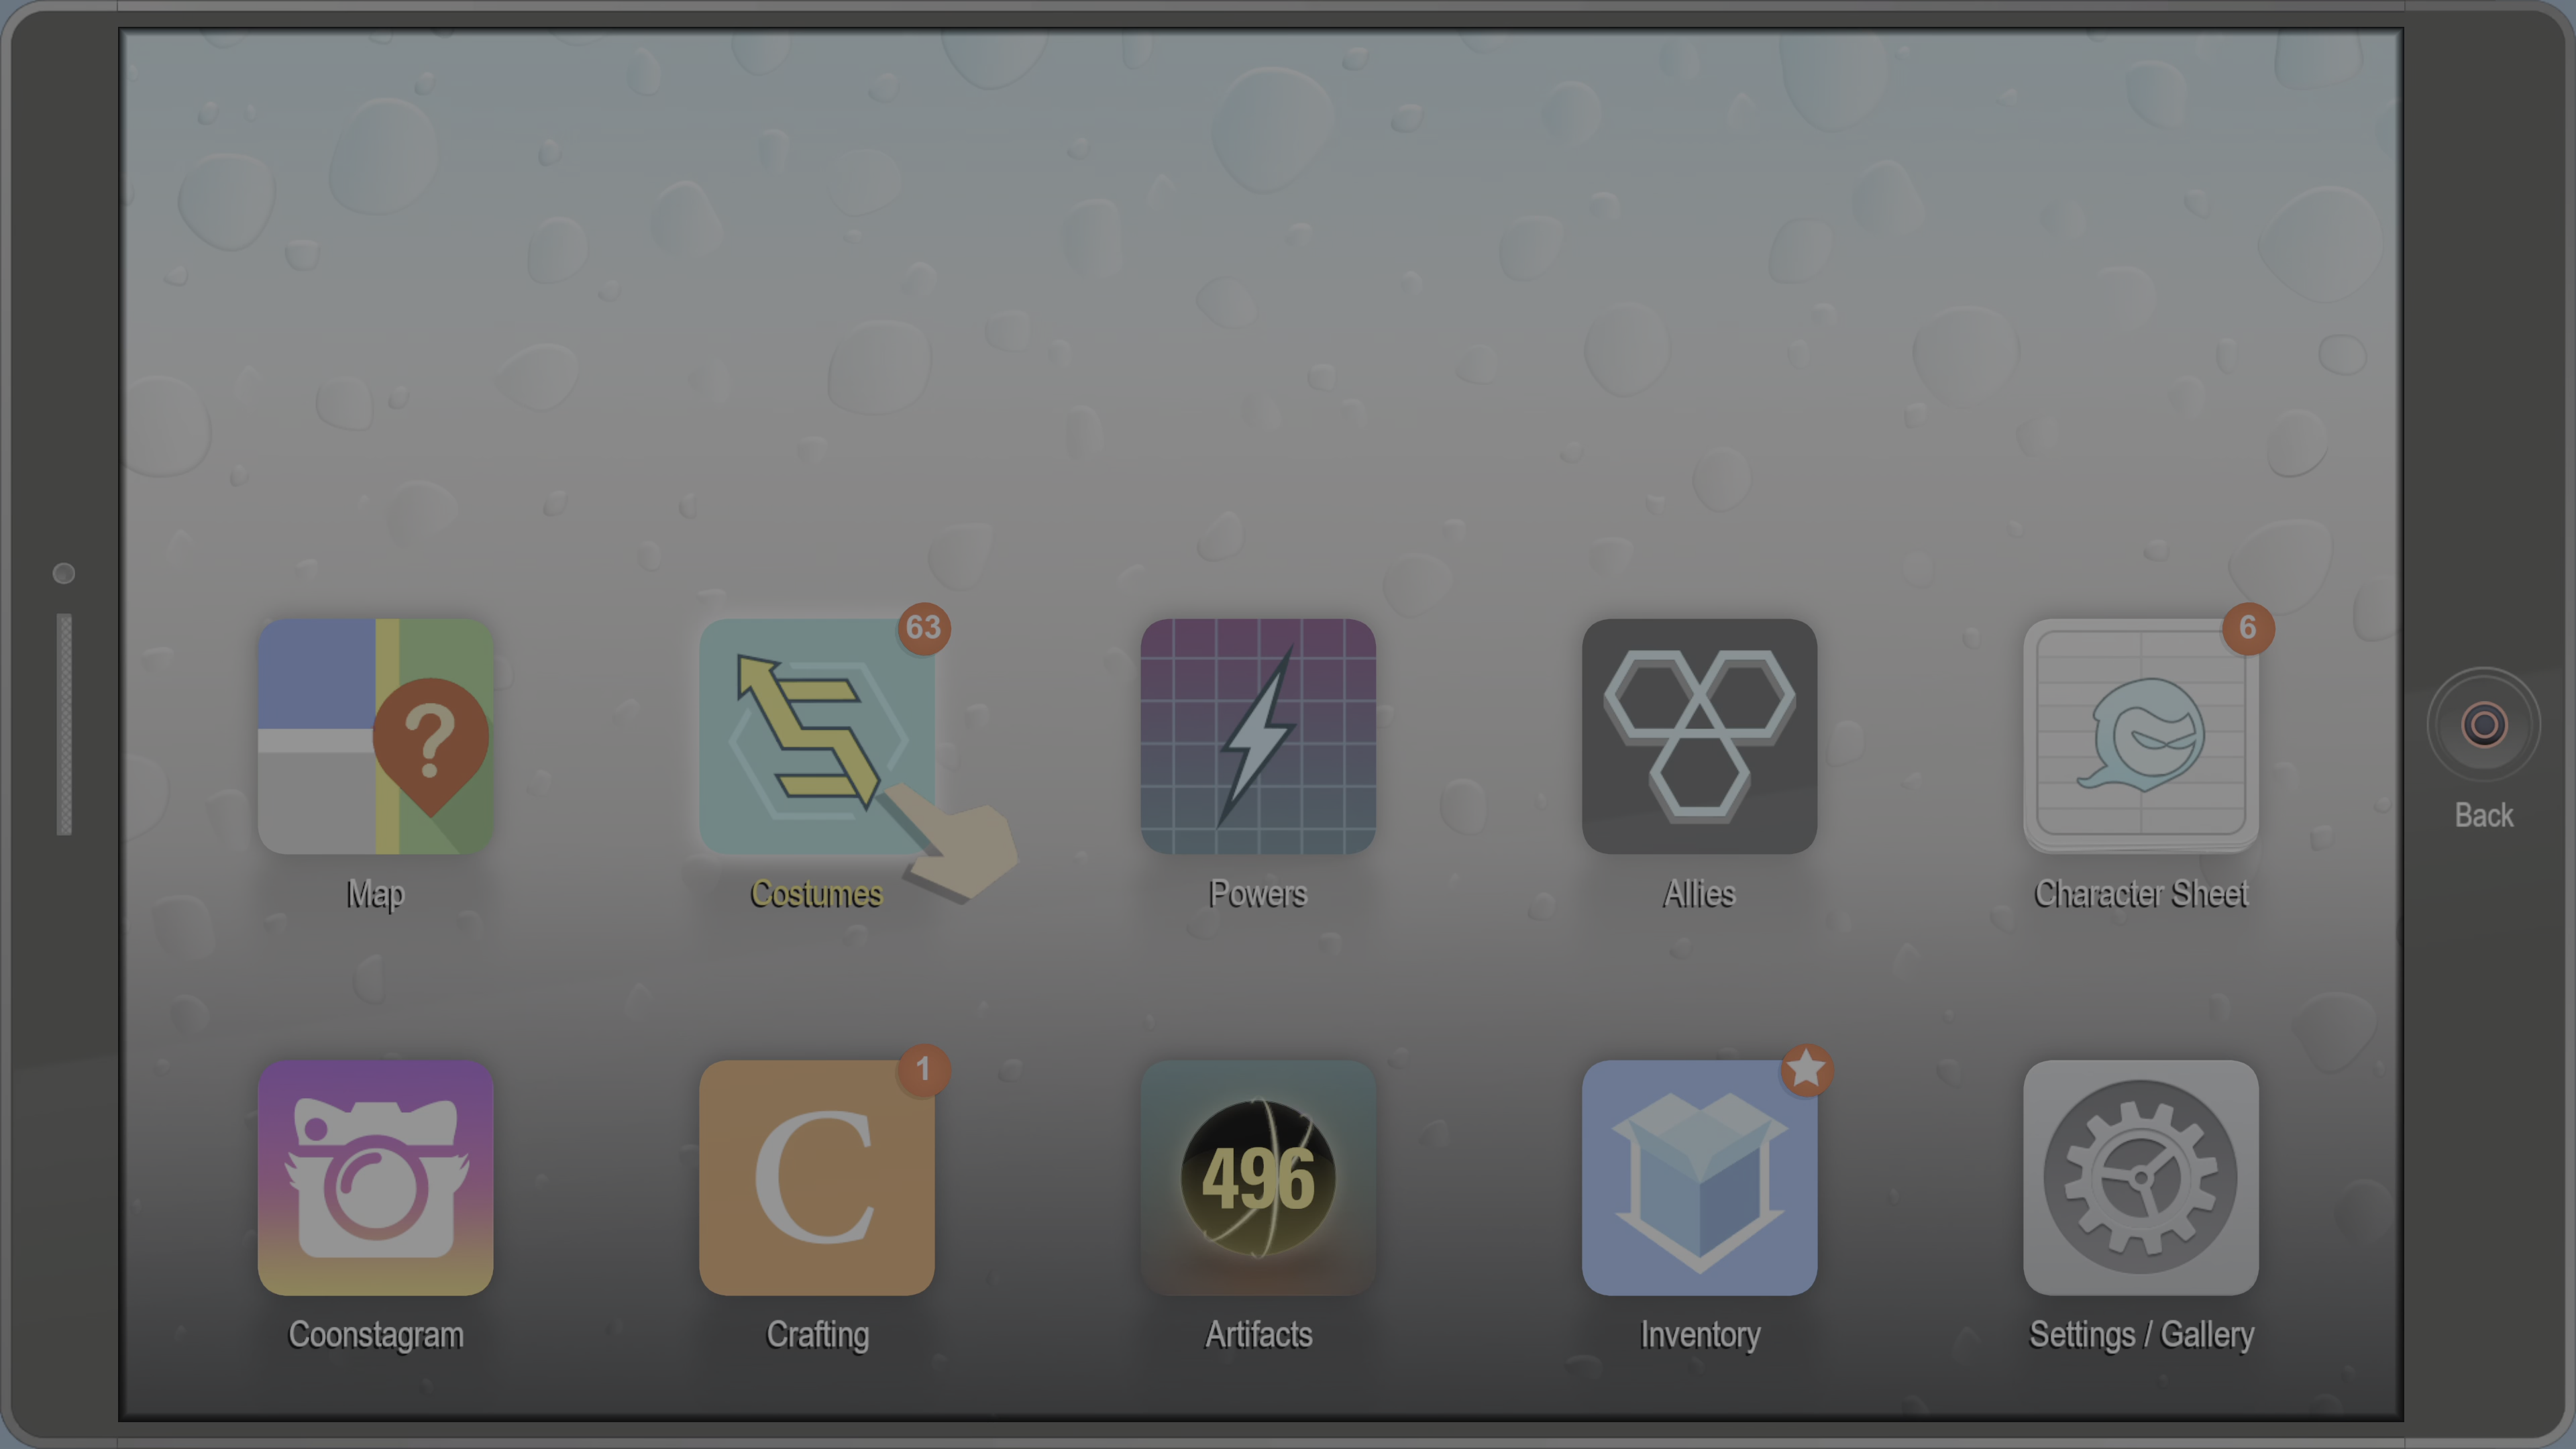 63
6
?
Map
Costumes
Powers
Allies
Character Sheet
Back
1
C
496
Coonstagram
Crafting
Artifacts
Inventory
Settings / Gallery